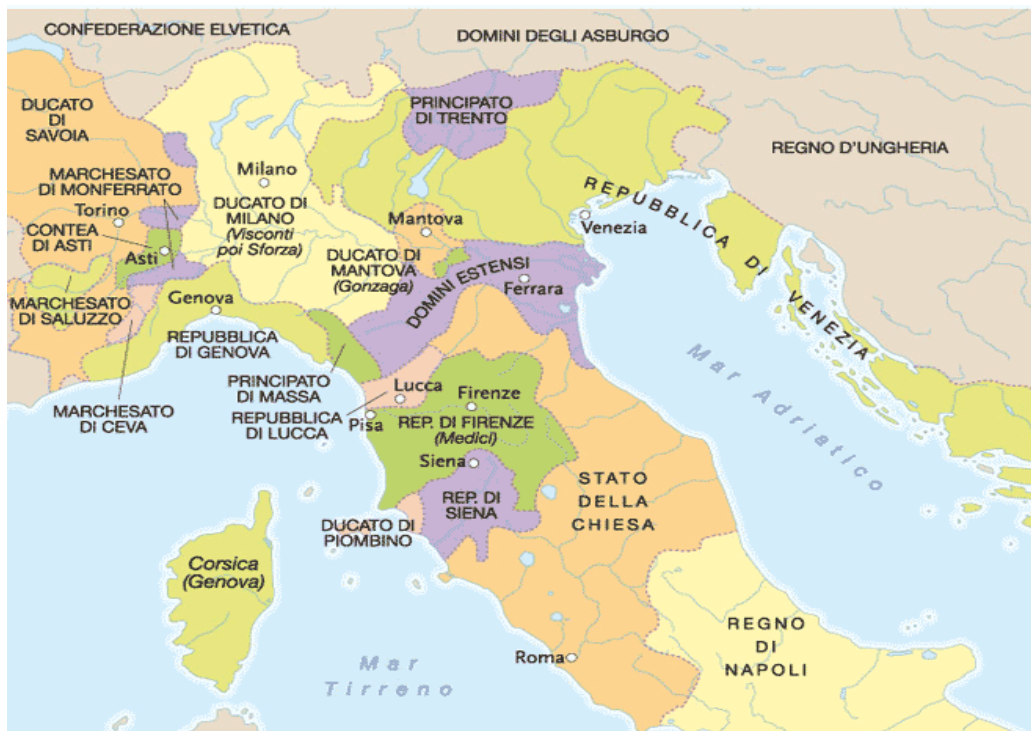 CONFEDERAZIONE ELVETICA
DOMINI DEGLI ASBURGO
DUCATO
DI
SAVOIA
PRINCIPATO
DI TRENTO
REGNO D'UNGHERIA
MARCHESATO
DI MONFERRATO
Milano
DUCATO DI
MILANO
(Visconti
poi Sforza)
Torino
CONTEA
DI ASTI
Asti
Mantova
DUCATO DI
MANTOVA
(Gonzaga)
Venezia
REPUBBLICA DI
VENEZIA
DOMINI ESTENSI
Ferrara
MARCHESATO
DI SALUZZO
Genova
REPUBBLICA
DI GENOVA
PRINCIPATO
DI MASSA
MARCHESATO
DI CEVA
REPUBBLICA
DI LUCCA
Lucca
Pisa
Firenze
REP. DI FIRENZE
(Medici)
Siena
REP. DI
SIENA
STATO
DELLA
CHIESA
Mar Adriatico
DUCATO DI
PIOMBINO
Corsica
(Genova)
Mar
Tirreno
Roma
REGNO
DI
NAPOLI